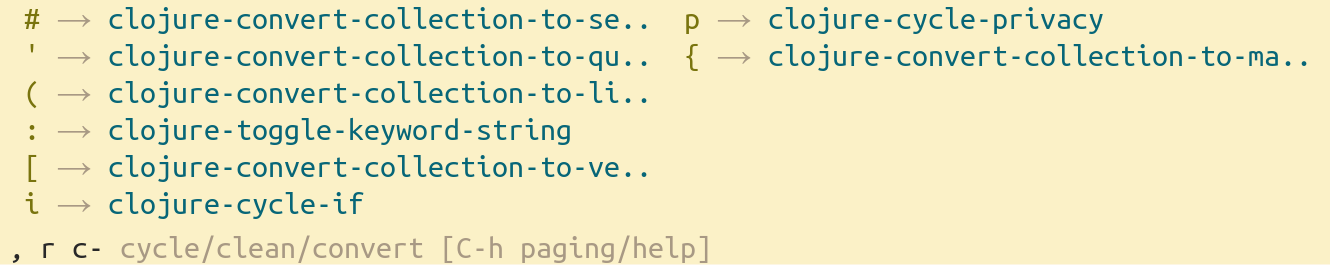 # → clojure-convert-collection-to-se.. p → clojure-cycle-privacy
' → clojure-convert-collection-to-qu.. { → clojure-convert-collection-to-ma..
( → clojure-convert-collection-to-li..
: → clojure-toggle-keyword-string
[ → clojure-convert-collection-to-ve..
i → clojure-cycle-if
, r c- cycle/clean/convert [C-h paging/help]